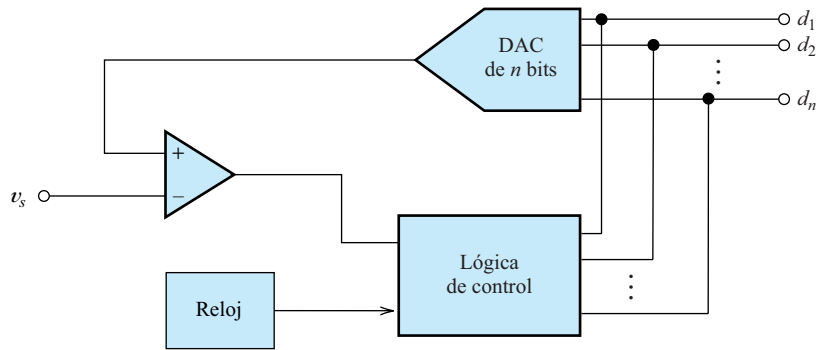 DAC
de n bits
d1
d2
⋮
dn
+
−
vs
Lógica
de control
⋮
Reloj